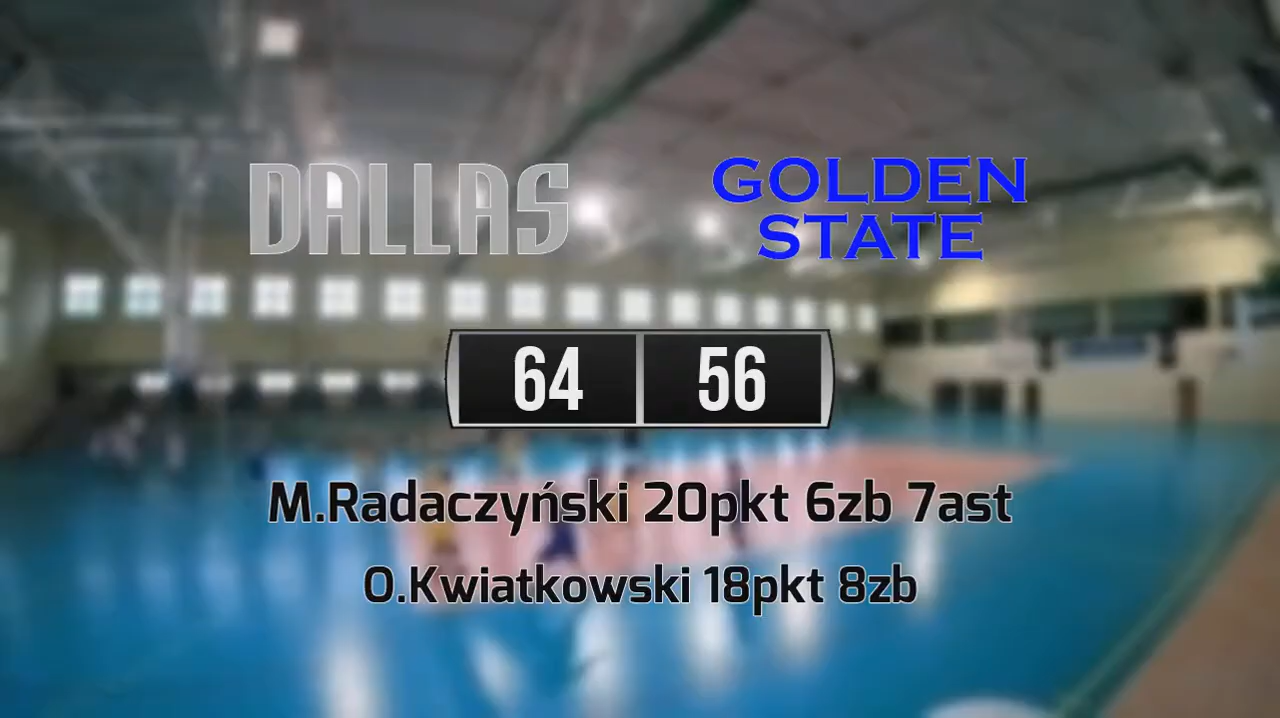 DALLAS
GOLDEN
STATE
64 56
M.Radaczyński 20pkt 6zb 7ast
O.Kwiatkowski 18pkt 8zb